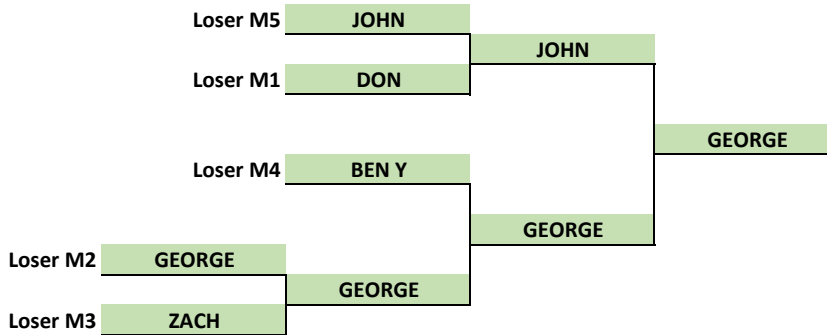 Loser M5 JOHN
JOHN
Loser M1 DON
GEORGE
Loser M4 BEN Y
GEORGE
Loser M2 GEORGE
GEORGE
Loser M3 ZACH